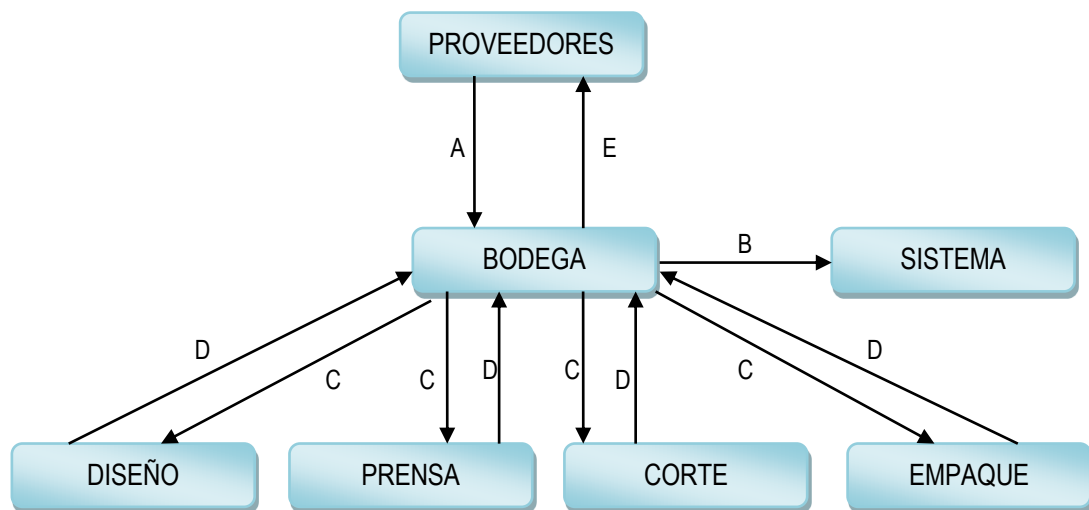 PROVEEDORES
A
E
BODEGA
B
SISTEMA
D
C
C
D
C
D
C
D
DISEÑO
PRENSA
CORTE
EMPAQUE